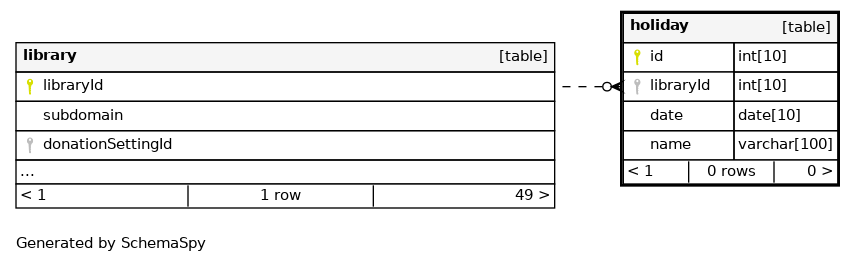 library [table]
libraryId
subdomain
donationSettingId
...
< 1 1 row 49 >
holiday [table]
id int[10]
libraryId int[10]
date date[10]
name varchar[100]
< 1 0 rows 0 >
Generated by SchemaSpy